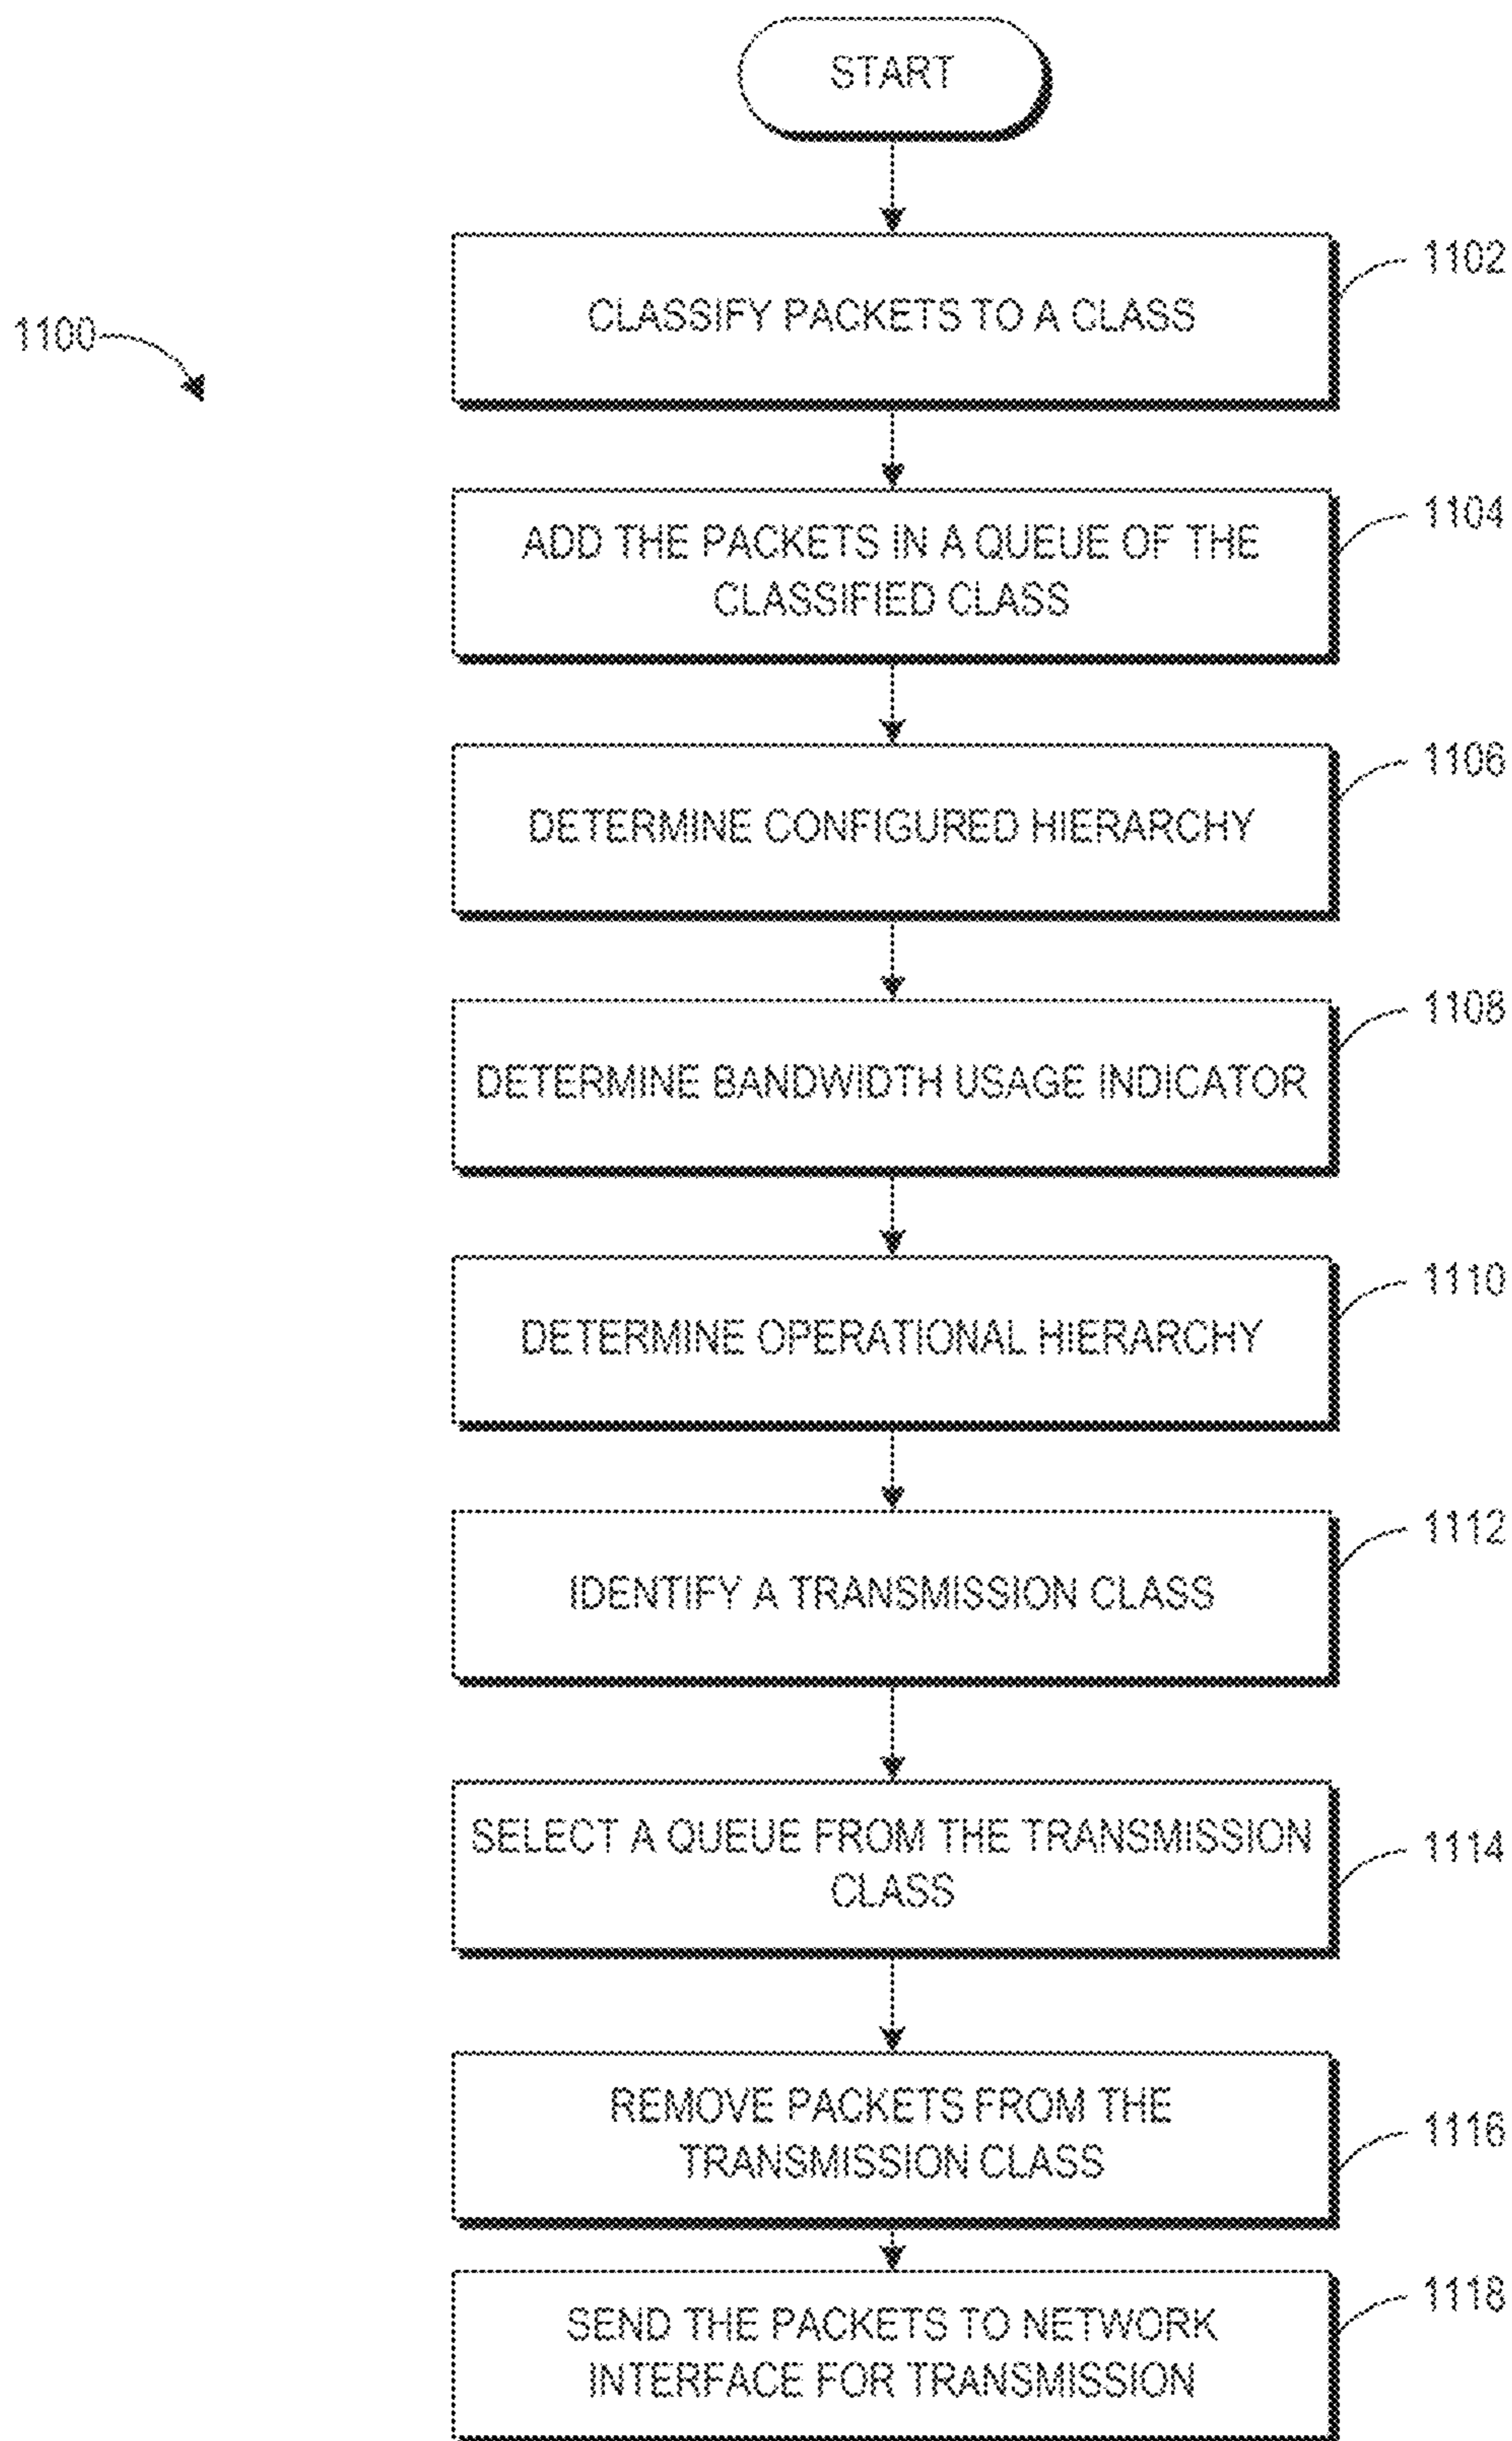 START
1100
CLASSIFY PACKETS TO A CLASS
1102
ADD THE PACKETS IN A QUEUE OF THE
CLASSIFIED CLASS
1104
DETERMINE CONFIGURED HIERARCHY
1106
DETERMINE BANDWIDTH USAGE INDICATOR
1108
DETERMINE OPERATIONAL HIERARCHY
1110
IDENTIFY A TRANSMISSION CLASS
1112
SELECT A QUEUE FROM THE TRANSMISSION
CLASS
1114
REMOVE PACKETS FROM THE
TRANSMISSION CLASS
1116
SEND THE PACKETS TO NETWORK
INTERFACE FOR TRANSMISSION
1118